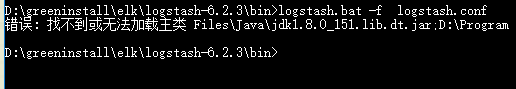 D:\greeninstall\elk\logstash-6.2.3\bin>logstash.bat -f  logstash.conf
错误: 找不到或无法加载主类 Files\Java\jdk1.8.0_151.lib.dt.jar;D:\Program
D:\greeninstall\elk\logstash-6.2.3\bin>